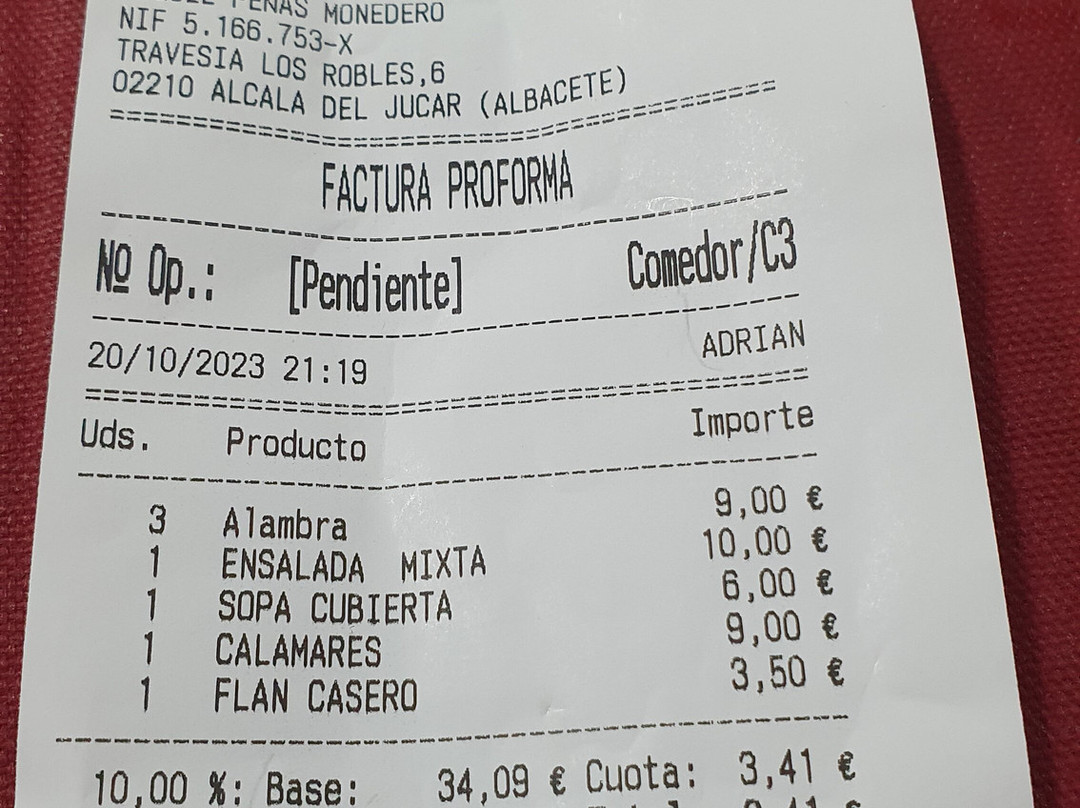 PEÑAS MONEDERO
NIF 5.166.753-X
TRAVESIA LOS ROBLES,6
02210 ALCALA DEL JUCAR (ALBACETE)
FACTURA PROFORMA
Nº Op.: [Pendiente] Comedor/C3
20/10/2023 21:19 ADRIAN
Uds. Producto Importe
3 Alambra 9,00 €
1 ENSALADA MIXTA 10,00 €
1 SOPA CUBIERTA 6,00 €
1 CALAMARES 9,00 €
1 FLAN CASERO 3,50 €
10,00 %: Base: 34,09 € Cuota: 3,41 €